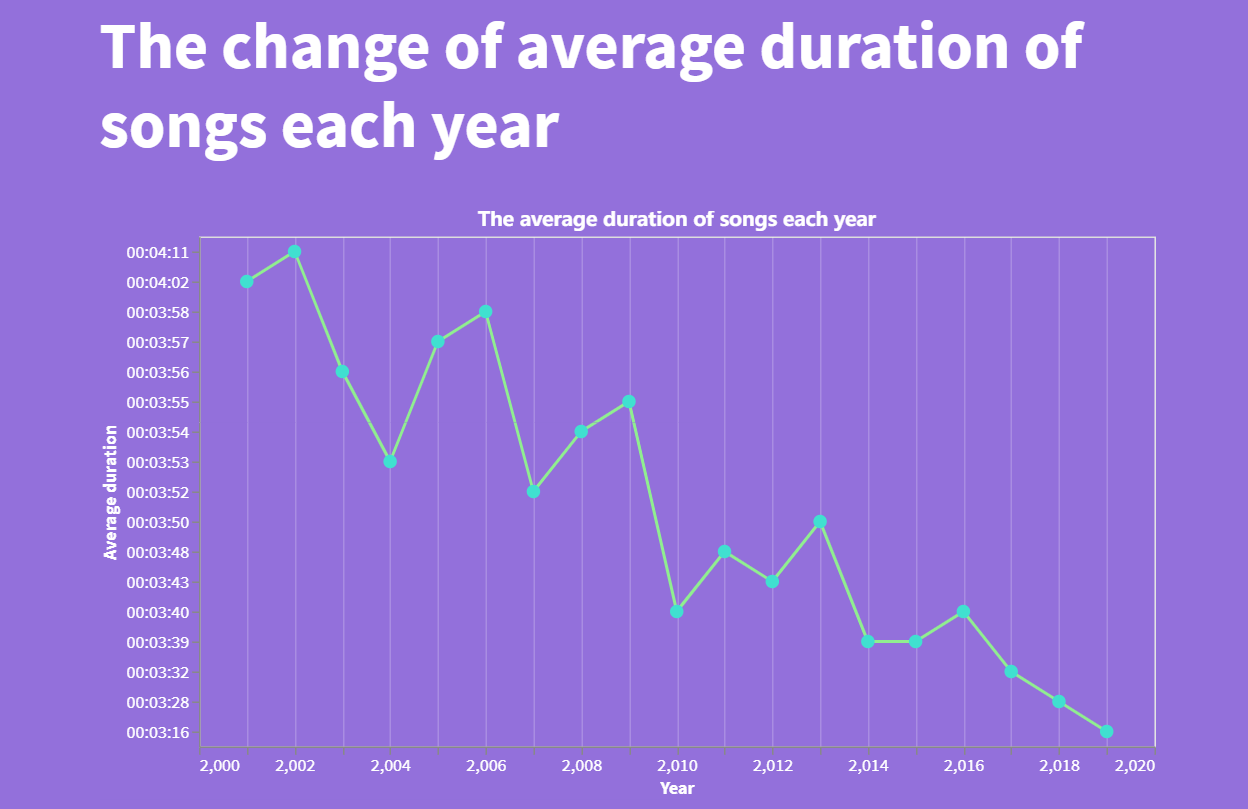 The change of average duration of
songs each year
The average duration of songs each year
00:04:11
00:04:02
00:03:58
00:03:57
00:03:56
00:03:55
00:03:54
00:03:53
00:03:52
00:03:50
00:03:48
00:03:43
00:03:40
00:03:39
00:03:32
00:03:28
00:03:16
Average duration
2,000 2,002 2,004 2,006 2,008 2,010 2,012 2,014 2,016 2,018 2,020
Year